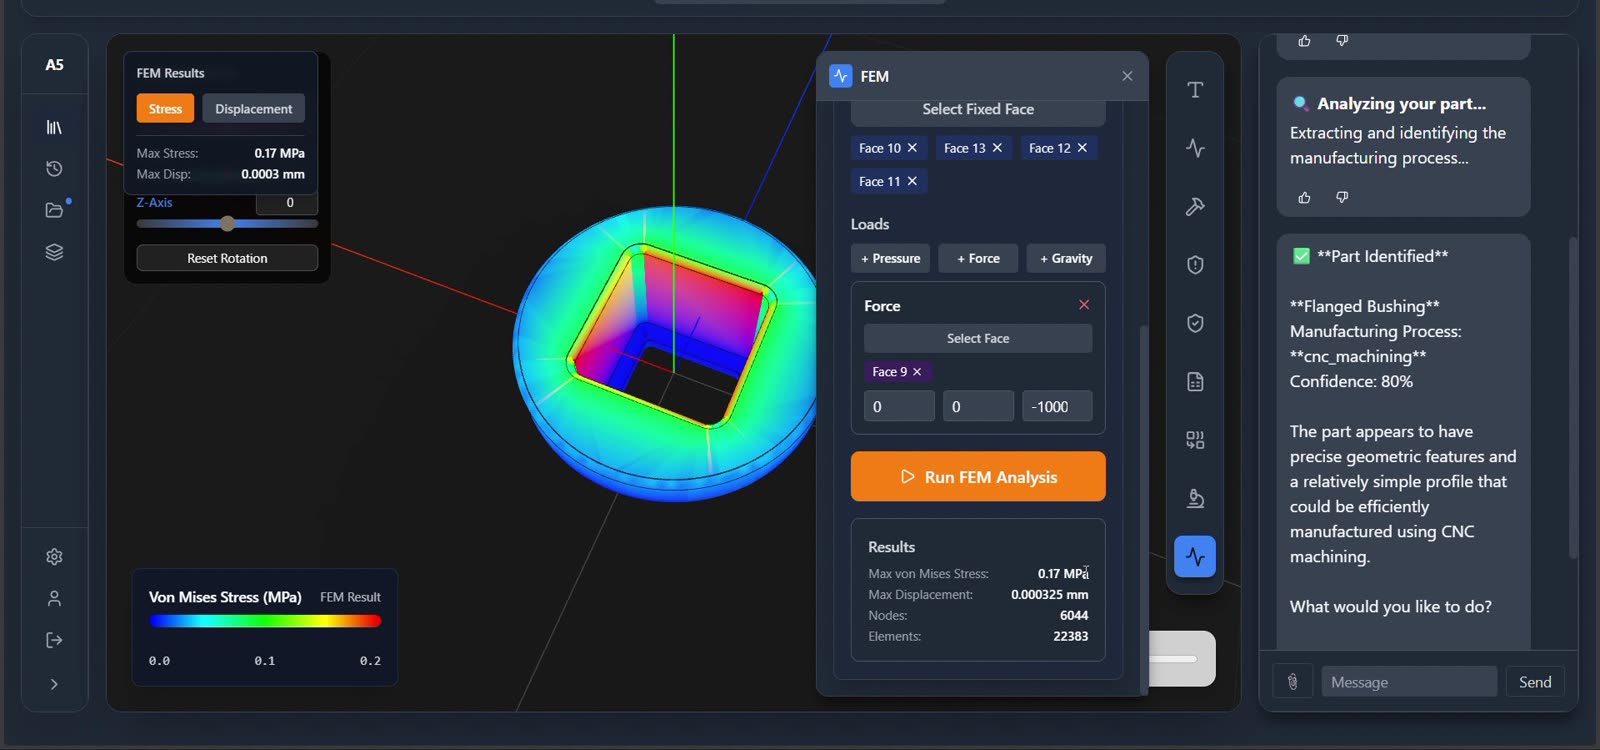 A5
FEM Results
Stress
Displacement
Max Stress: 0.17 MPa
Max Disp: 0.0003 mm
Z-Axis 0
Reset Rotation
Von Mises Stress (MPa) FEM Result
0.0 0.1 0.2
FEM
Select Fixed Face
Face 10 × Face 13 × Face 12 ×
Face 11 ×
Loads
+ Pressure + Force + Gravity
Force
Select Face
Face 9 ×
0 0 -1000
Run FEM Analysis
Results
Max von Mises Stress: 0.17 MPa
Max Displacement: 0.000325 mm
Nodes: 6044
Elements: 22383
Analyzing your part...
Extracting and identifying the
manufacturing process...
**Part Identified**
**Flanged Bushing**
Manufacturing Process:
**cnc_machining**
Confidence: 80%
The part appears to have
precise geometric features and
a relatively simple profile that
could be efficiently
manufactured using CNC
machining.
What would you like to do?
Message
Send